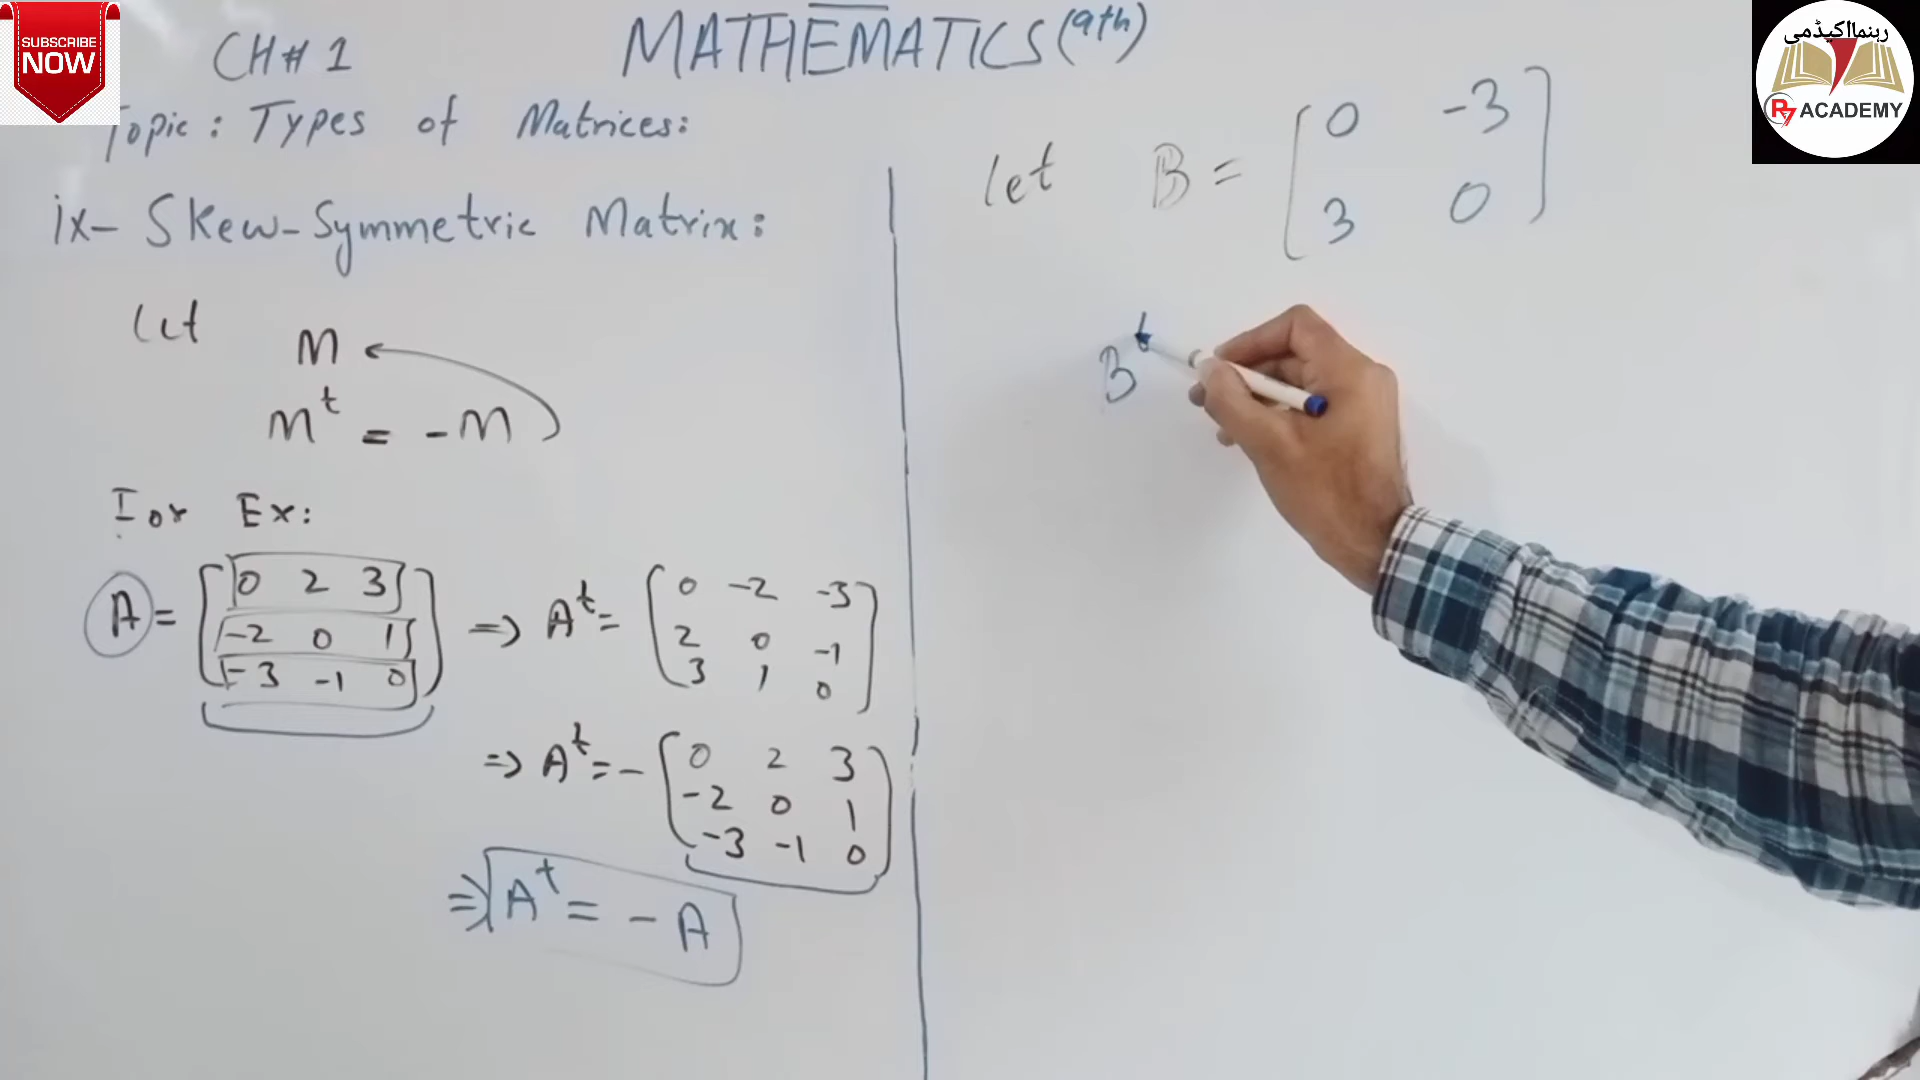 SUBSCRIBE
NOW
CH# 1
MATHEMATICS (9th)
Topic: Types of Matrices:
ix- Skew-Symmetric Matrix:
let
M
M^t = -M
For Ex:
A = [0 2 3
-2 0 1
-3 -1 0]
=> A^t = [0 -2 -3
2 0 -1
3 1 0]
=> A^t = - [0 2 3
-2 0 1
-3 -1 0]
=> A^t = - A
let B = [0 -3
3 0]
B^t
رہنما اکیڈمی
R7 ACADEMY